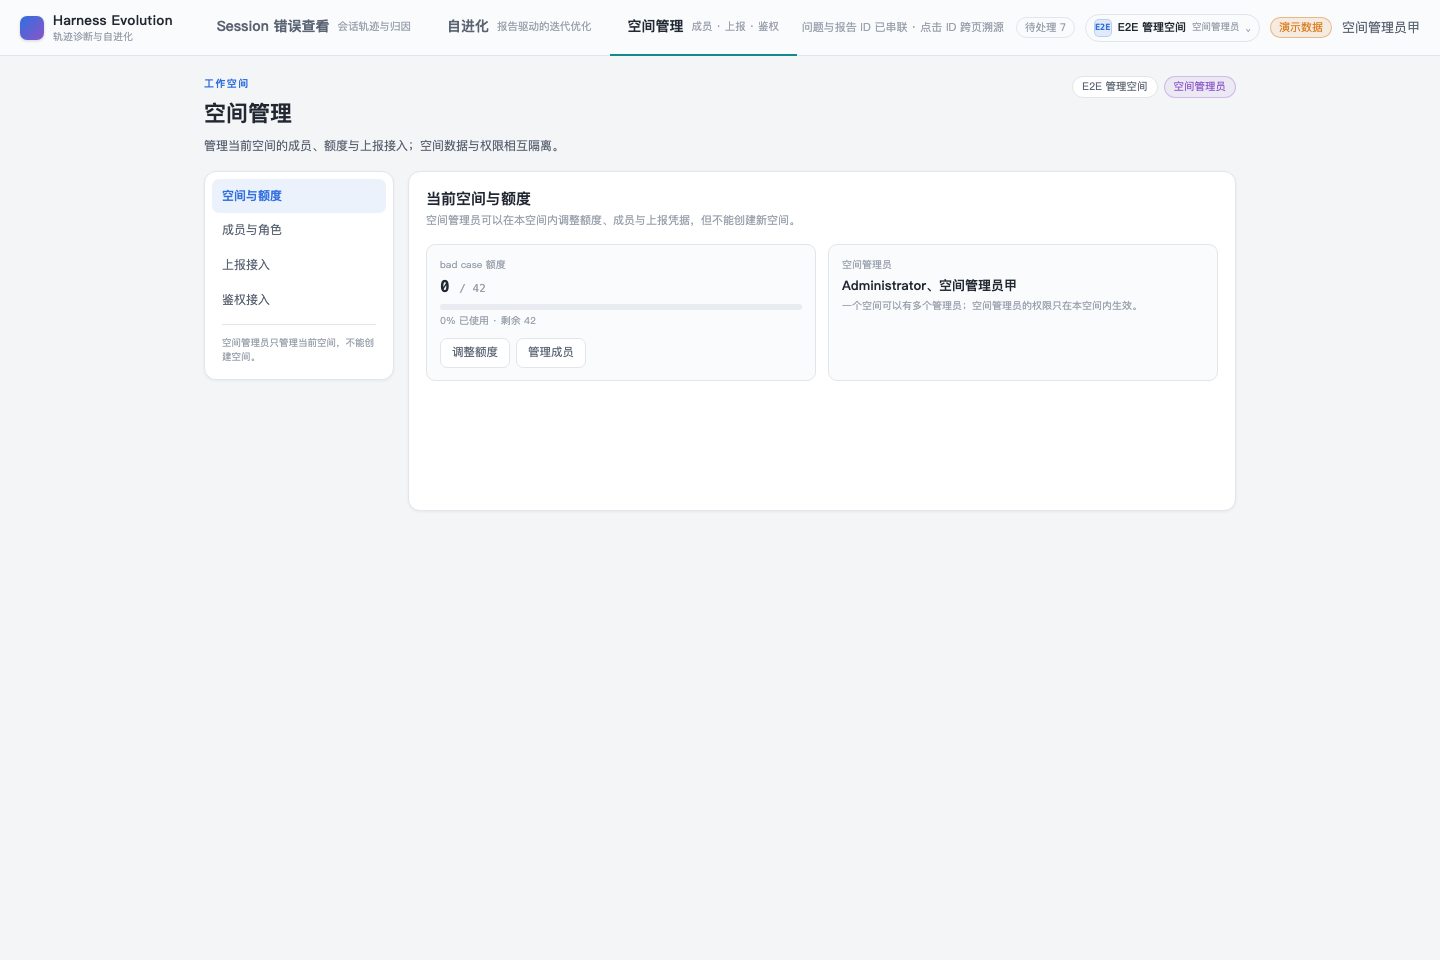 Harness Evolution
轨迹诊断与自进化
Session 错误查看 会话轨迹与归因
自进化 报告驱动的迭代优化
空间管理 成员 · 上报 · 鉴权
问题与报告 ID 已串联 · 点击 ID 跨页溯源
待处理 7
E2E E2E 管理空间 空间管理员
演示数据
空间管理员甲
工作空间
空间管理
管理当前空间的成员、额度与上报接入；空间数据与权限相互隔离。
E2E 管理空间
空间管理员
空间与额度
成员与角色
上报接入
鉴权接入
空间管理员只管理当前空间，不能创
建空间。
当前空间与额度
空间管理员可以在本空间内调整额度、成员与上报凭据，但不能创建新空间。
bad case 额度
0 / 42
0% 已使用 · 剩余 42
调整额度
管理成员
空间管理员
Administrator、空间管理员甲
一个空间可以有多个管理员；空间管理员的权限只在本空间内生效。